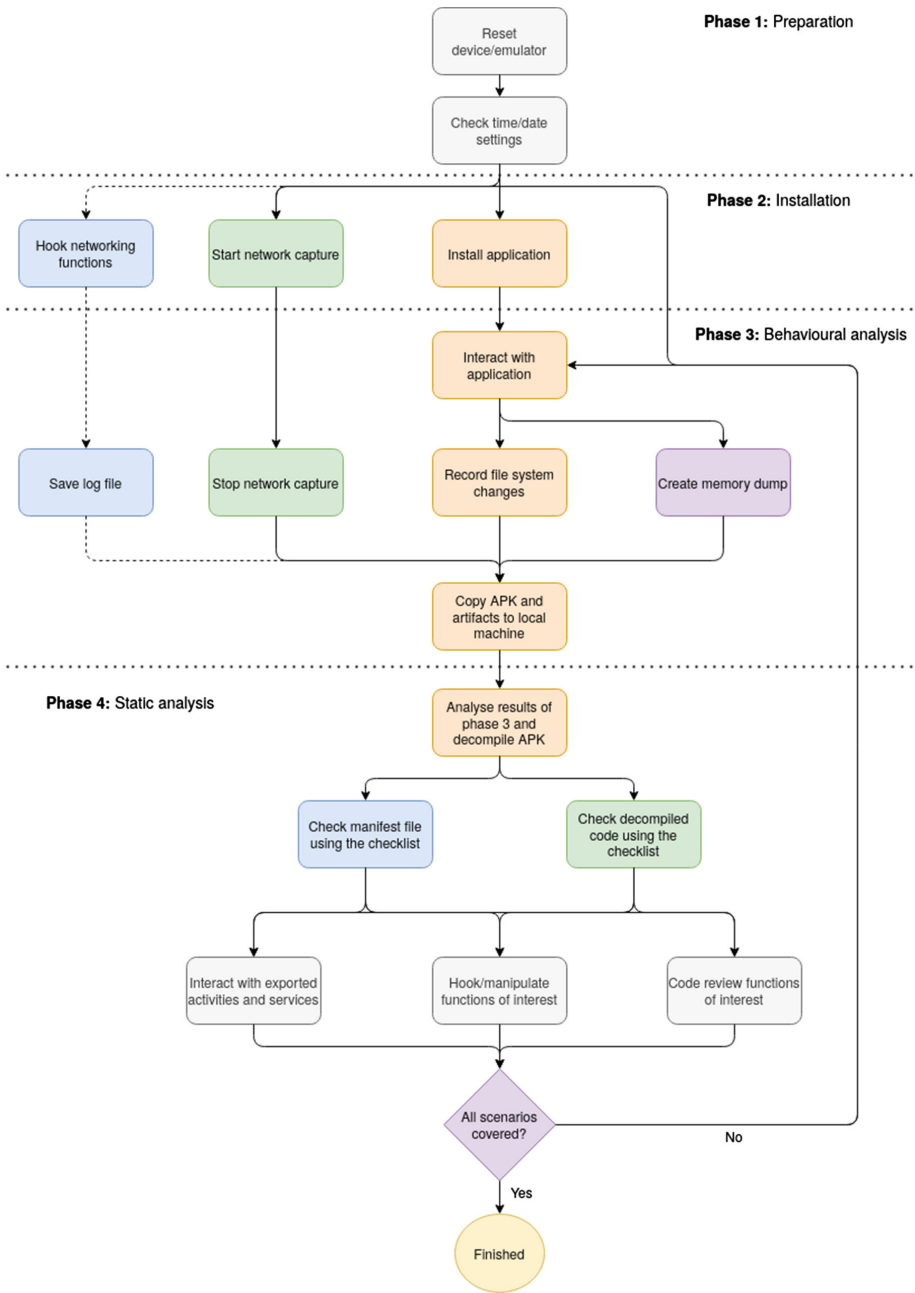 Phase 1: Preparation
Reset
device/emulator
Check time/date
settings
Phase 2: Installation
Hook networking
functions
Start network capture
Install application
Phase 3: Behavioural analysis
Interact with
application
Save log file
Stop network capture
Record file system
changes
Create memory dump
Copy APK and
artifacts to local
machine
Phase 4: Static analysis
Analyse results of
phase 3 and
decompile APK
Check manifest file
using the checklist
Check decompiled
code using the
checklist
Interact with exported
activities and services
Hook/manipulate
functions of interest
Code review functions
of interest
All scenarios
covered?
No
Yes
Finished